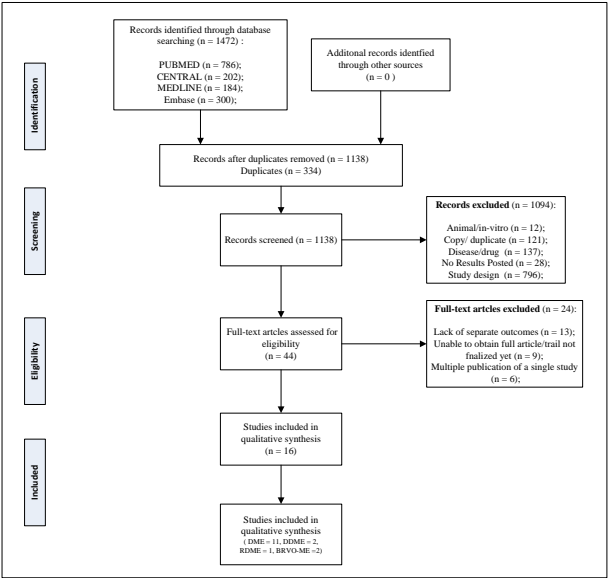 Records identified through database
searching (n = 1472) :
PUBMED (n = 786);
CENTRAL (n = 202);
MEDLINE (n = 184);
Embase (n = 300);
Additonal records identfied
through other sources
(n = 0 )
Identification
Records after duplicates removed (n = 1138)
Duplicates (n = 334)
Screening
Records screened (n = 1138)
Records excluded (n = 1094):
Animal/in-vitro (n = 12);
Copy/ duplicate (n = 121);
Disease/drug (n = 137);
No Results Posted (n = 28);
Study design (n = 796);
Eligibility
Full-text artcles assessed for
eligibility
(n = 44)
Full-text artcles excluded (n = 24):
Lack of separate outcomes (n = 13);
Unable to obtain full article/trail not
fnalized yet (n = 9);
Multiple publication of a single study
(n = 6);
Studies included in
qualitative synthesis
(n = 16)
Included
Studies included in
qualitative synthesis
( DME = 11, DDME = 2,
RDME = 1, BRVO-ME =2)